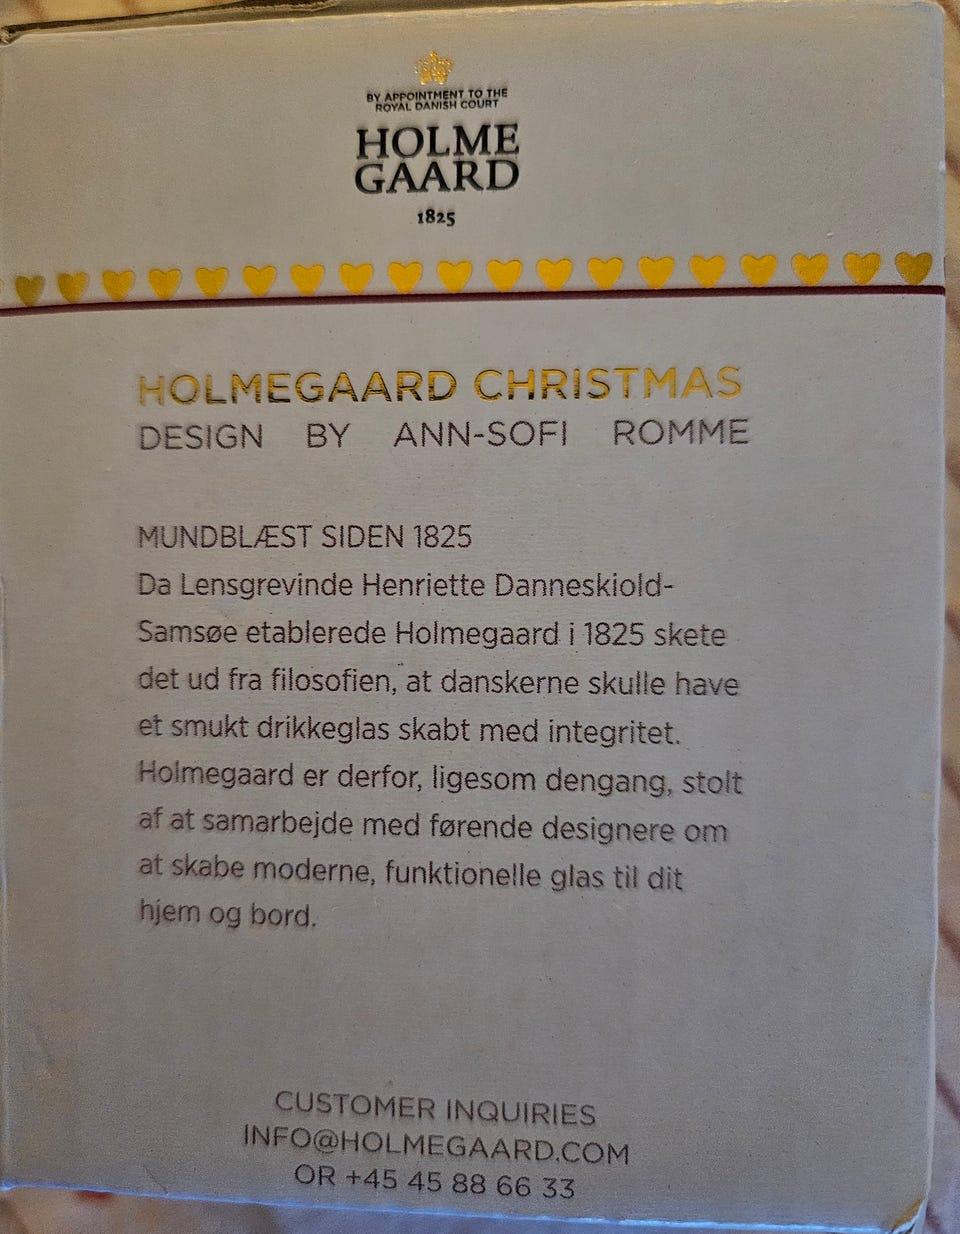 BY APPOINTMENT TO THE
ROYAL DANISH COURT
HOLME
GAARD
1825
HOLMEGAARD CHRISTMAS
DESIGN BY ANN-SOFI ROMME
MUNDBLÆST SIDEN 1825
Da Lensgrevinde Henriette Danneskiold-
Samsøe etablerede Holmegaard i 1825 skete
det ud fra filosofien, at danskerne skulle have
et smukt drikkeglas skabt med integritet.
Holmegaard er derfor, ligesom dengang, stolt
af at samarbejde med førende designere om
at skabe moderne, funktionelle glas til dit
hjem og bord.
CUSTOMER INQUIRIES
INFO@HOLMEGAARD.COM
OR +45 45 88 66 33